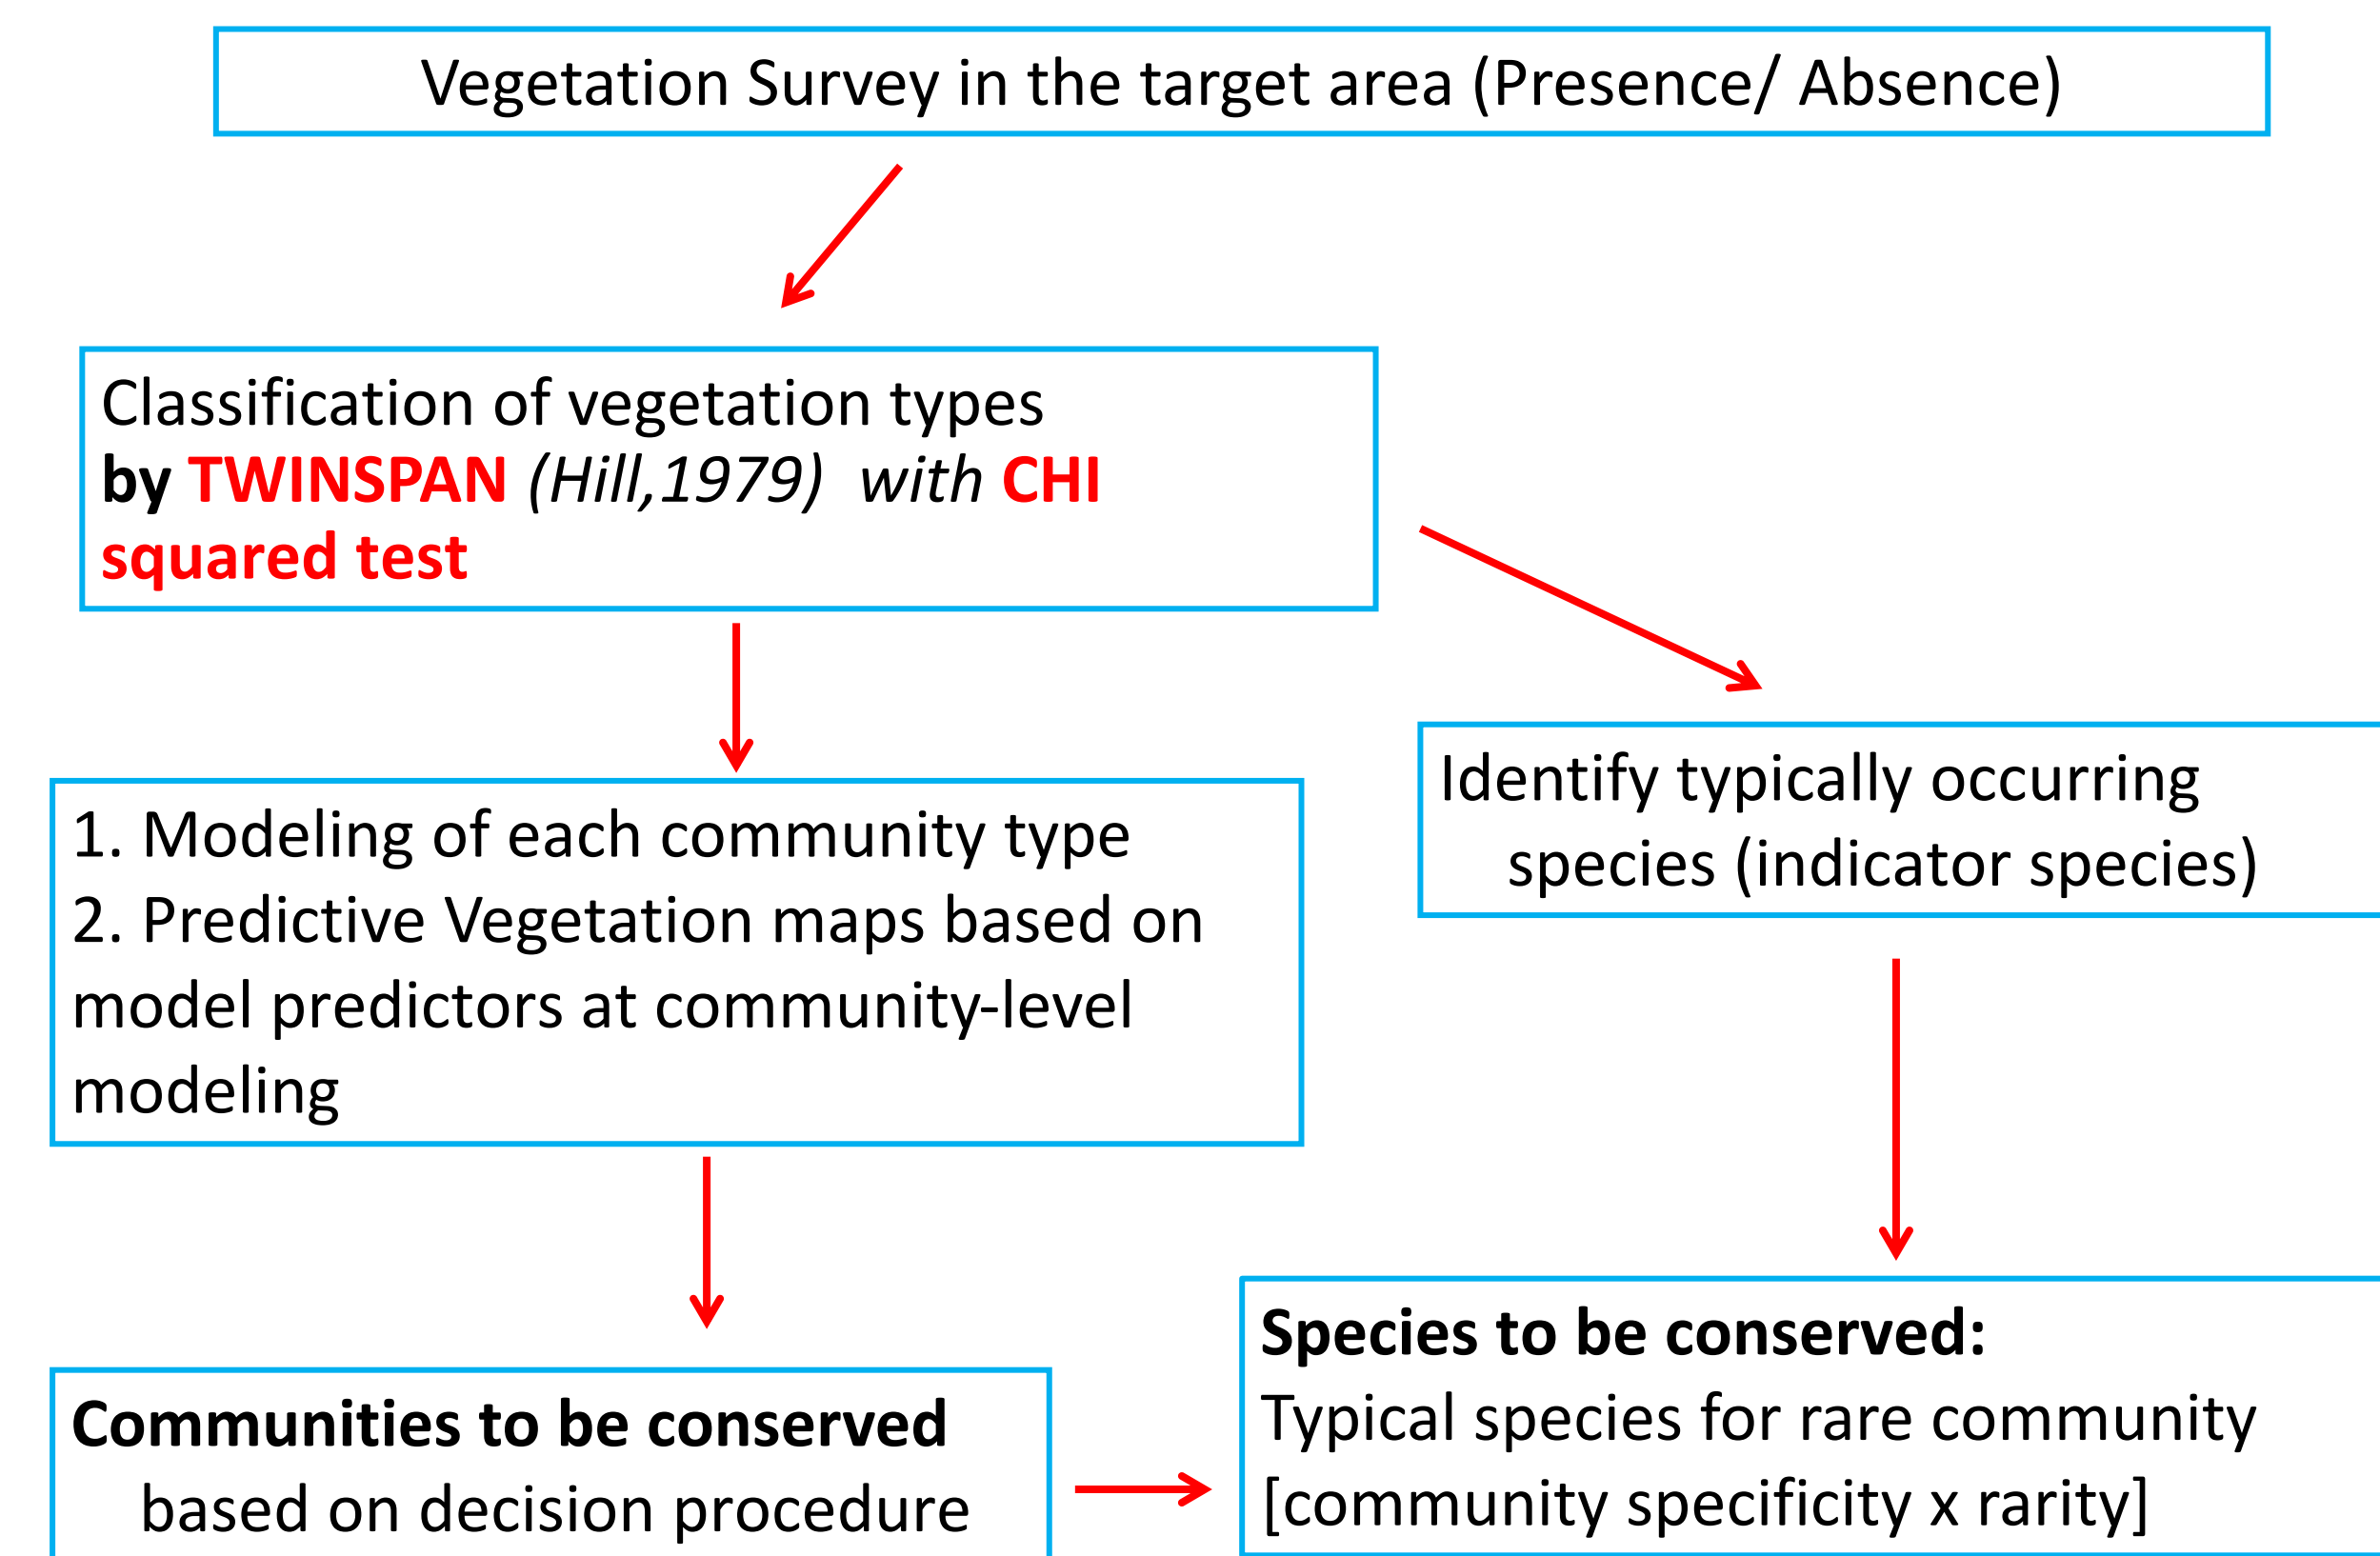 Vegetation Survey in the target area (Presence/ Absence)
Classification of vegetation types
by TWINSPAN (Hill,1979) with CHI
squared test
1. Modeling of each community type
2. Predictive Vegetation maps based on
model predictors at community-level
modeling
Identify typically occurring
species (indicator species)
Communities to be conserved
based on decision procedure
Species to be conserved:
Typical species for rare community
[community specificity x rarity]